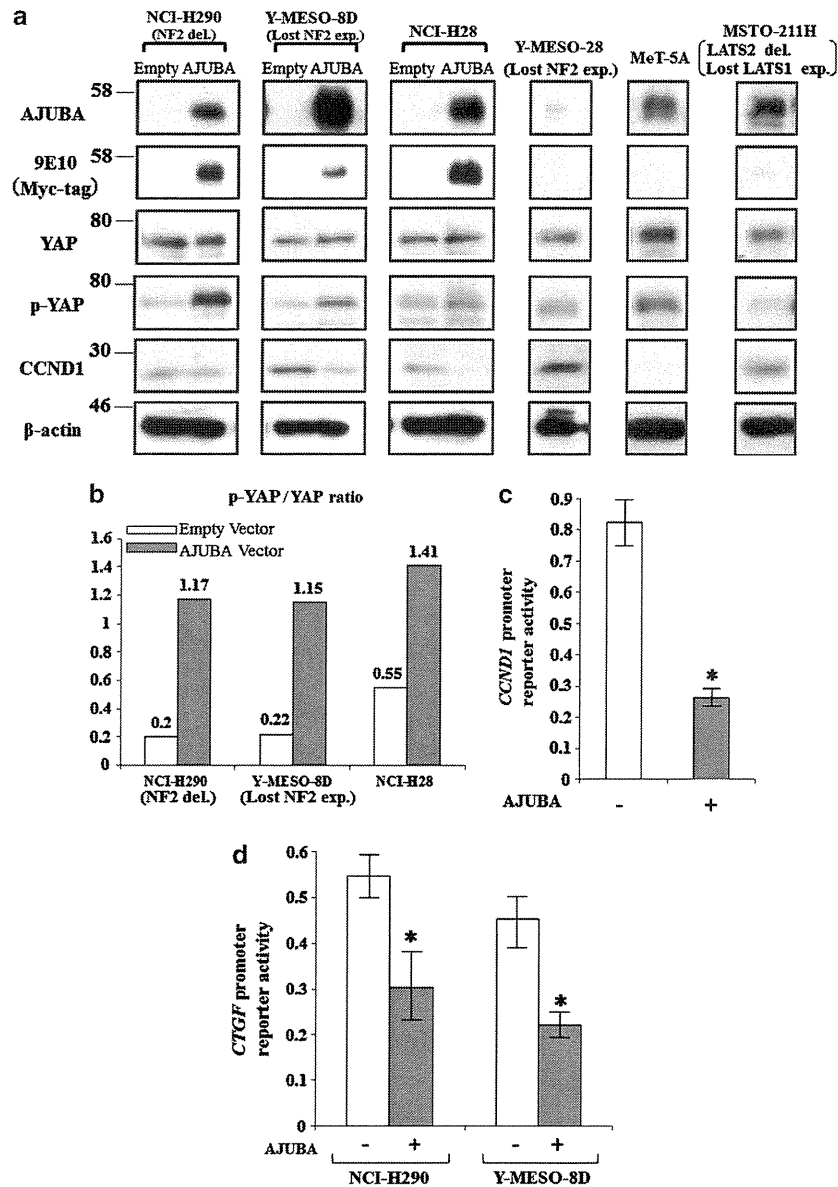 a
NCI-H290
(NF2 del.)
Y-MESO-8D
(Lost NF2 exp.)
NCI-H28
Y-MESO-28
(Lost NF2 exp.)
MeT-5A
MSTO-211H
LATS2 del.
Lost LATS1 exp.
Empty AJUBA Empty AJUBA Empty AJUBA
58
AJUBA
58
9E10
(Myc-tag)
80
YAP
80
p-YAP
30
CCND1
46
β-actin
b
p-YAP / YAP ratio
Empty Vector
AJUBA Vector
1.6
1.4
1.2
1
0.8
0.6
0.4
0.2
0
0.2
1.17
0.22
1.15
0.55
1.41
NCI-H290
(NF2 del.)
Y-MESO-8D
(Lost NF2 exp.)
NCI-H28
c
CCND1 promoter
reporter activity
0.9
0.8
0.7
0.6
0.5
0.4
0.3
0.2
0.1
0
*
AJUBA - +
d
CTGF promoter
reporter activity
0.6
0.5
0.4
0.3
0.2
0.1
0
*
*
AJUBA - + - +
NCI-H290 Y-MESO-8D